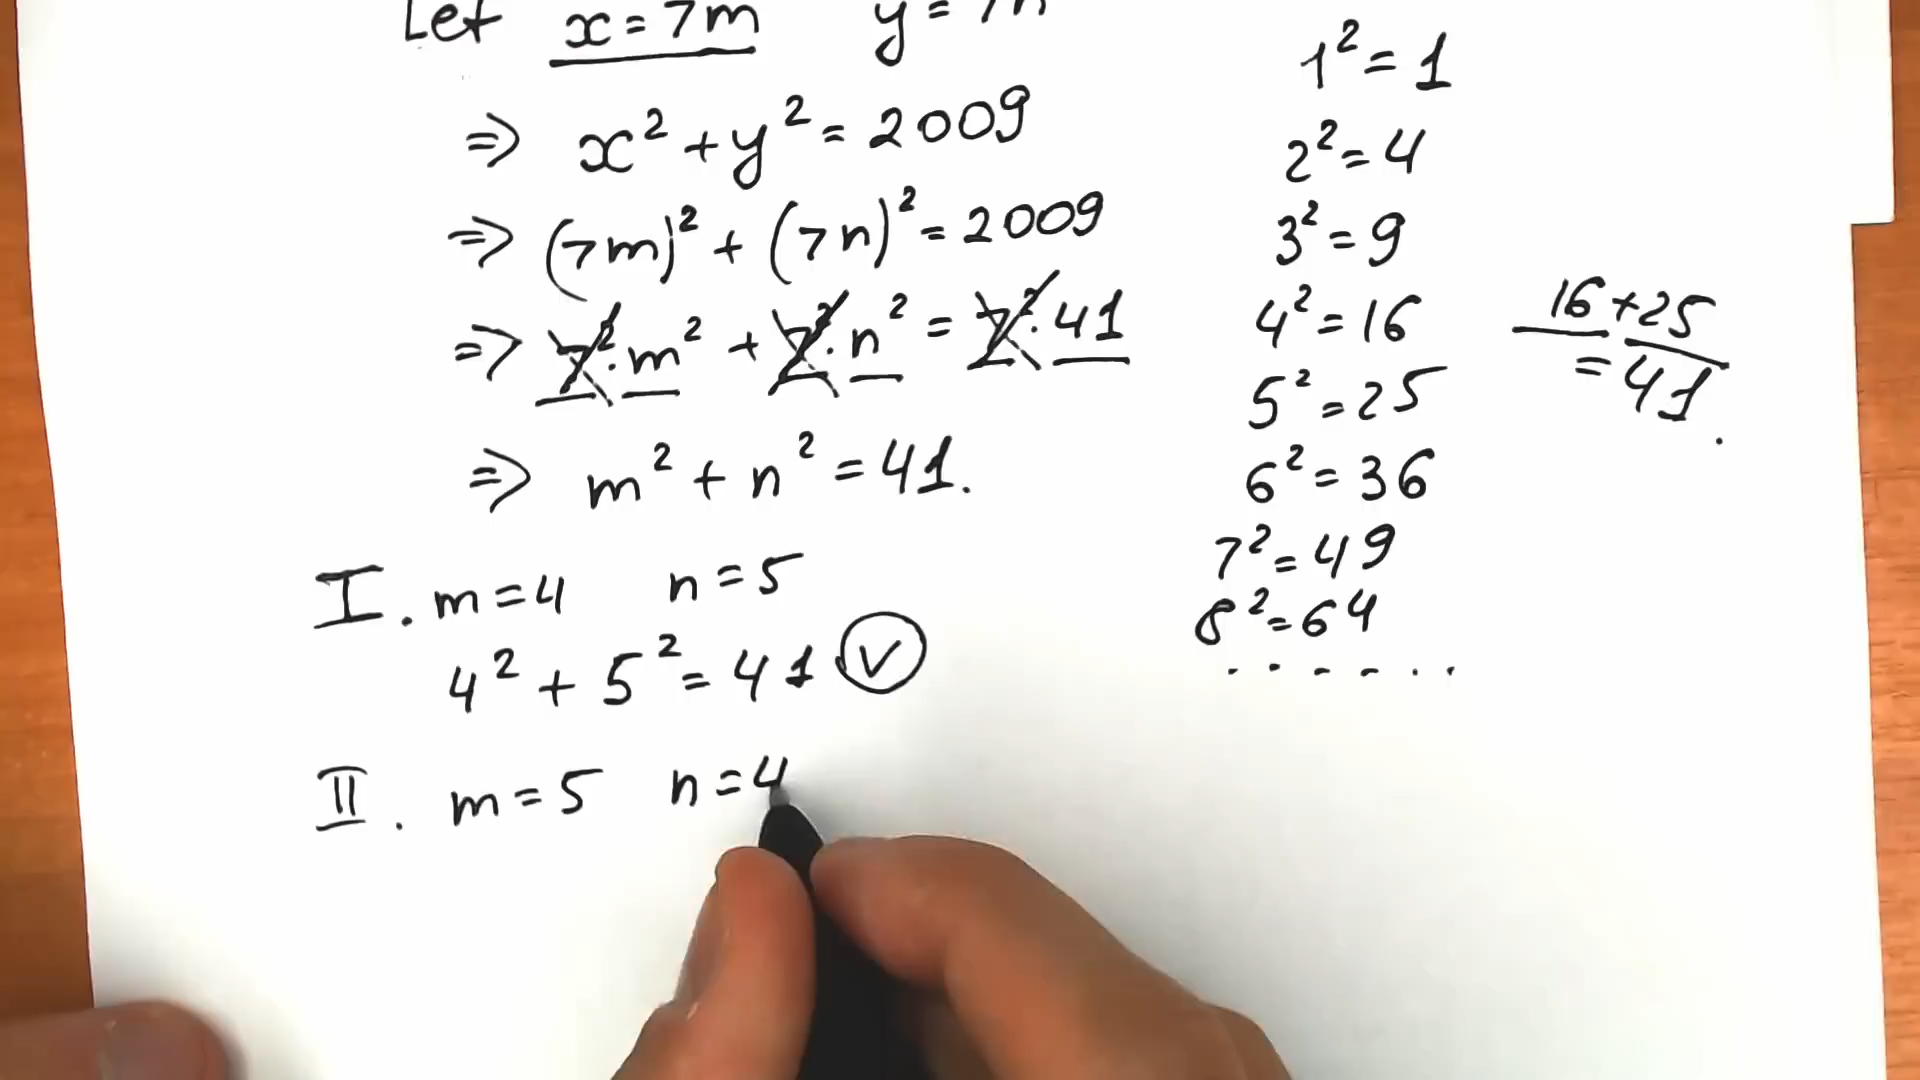 Let x = 7m y = 7n
⇒ x² + y² = 2009
⇒ (7m)² + (7n)² = 2009
⇒ 7²·m² + 7²·n² = 7²·41
⇒ m² + n² = 41.
I. m = 4 n = 5
4² + 5² = 41 ✓
II. m = 5 n = 4
1² = 1
2² = 4
3² = 9
4² = 16
5² = 25
6² = 36
7² = 49
8² = 64
. . . . . .
16 + 25
= 41.